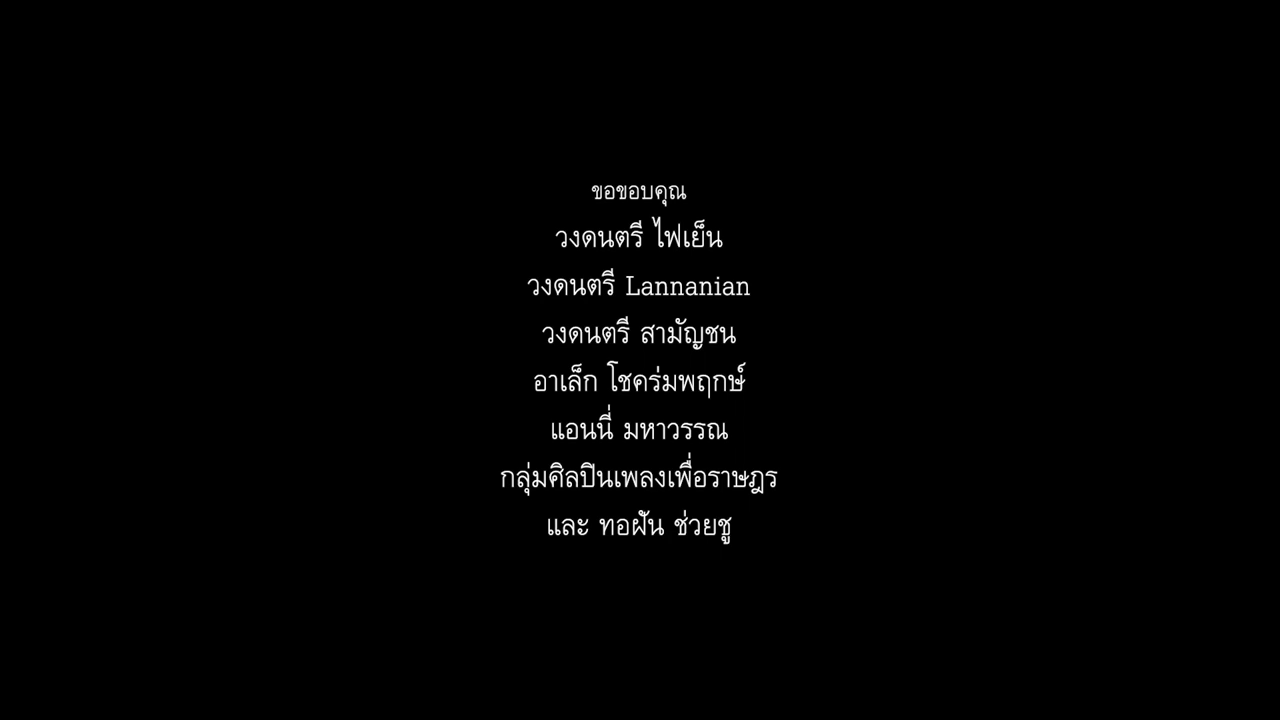 ขอขอบคุณ
วงดนตรี ไฟเย็น
วงดนตรี Lannanian
วงดนตรี สามัญชน
อาเล็ก โชคร่มพฤกษ์
แอนนี่ มหาวรรณ
กลุ่มศิลปินเพลงเพื่อราษฎร
และ ทอฝัน ช่วยชู